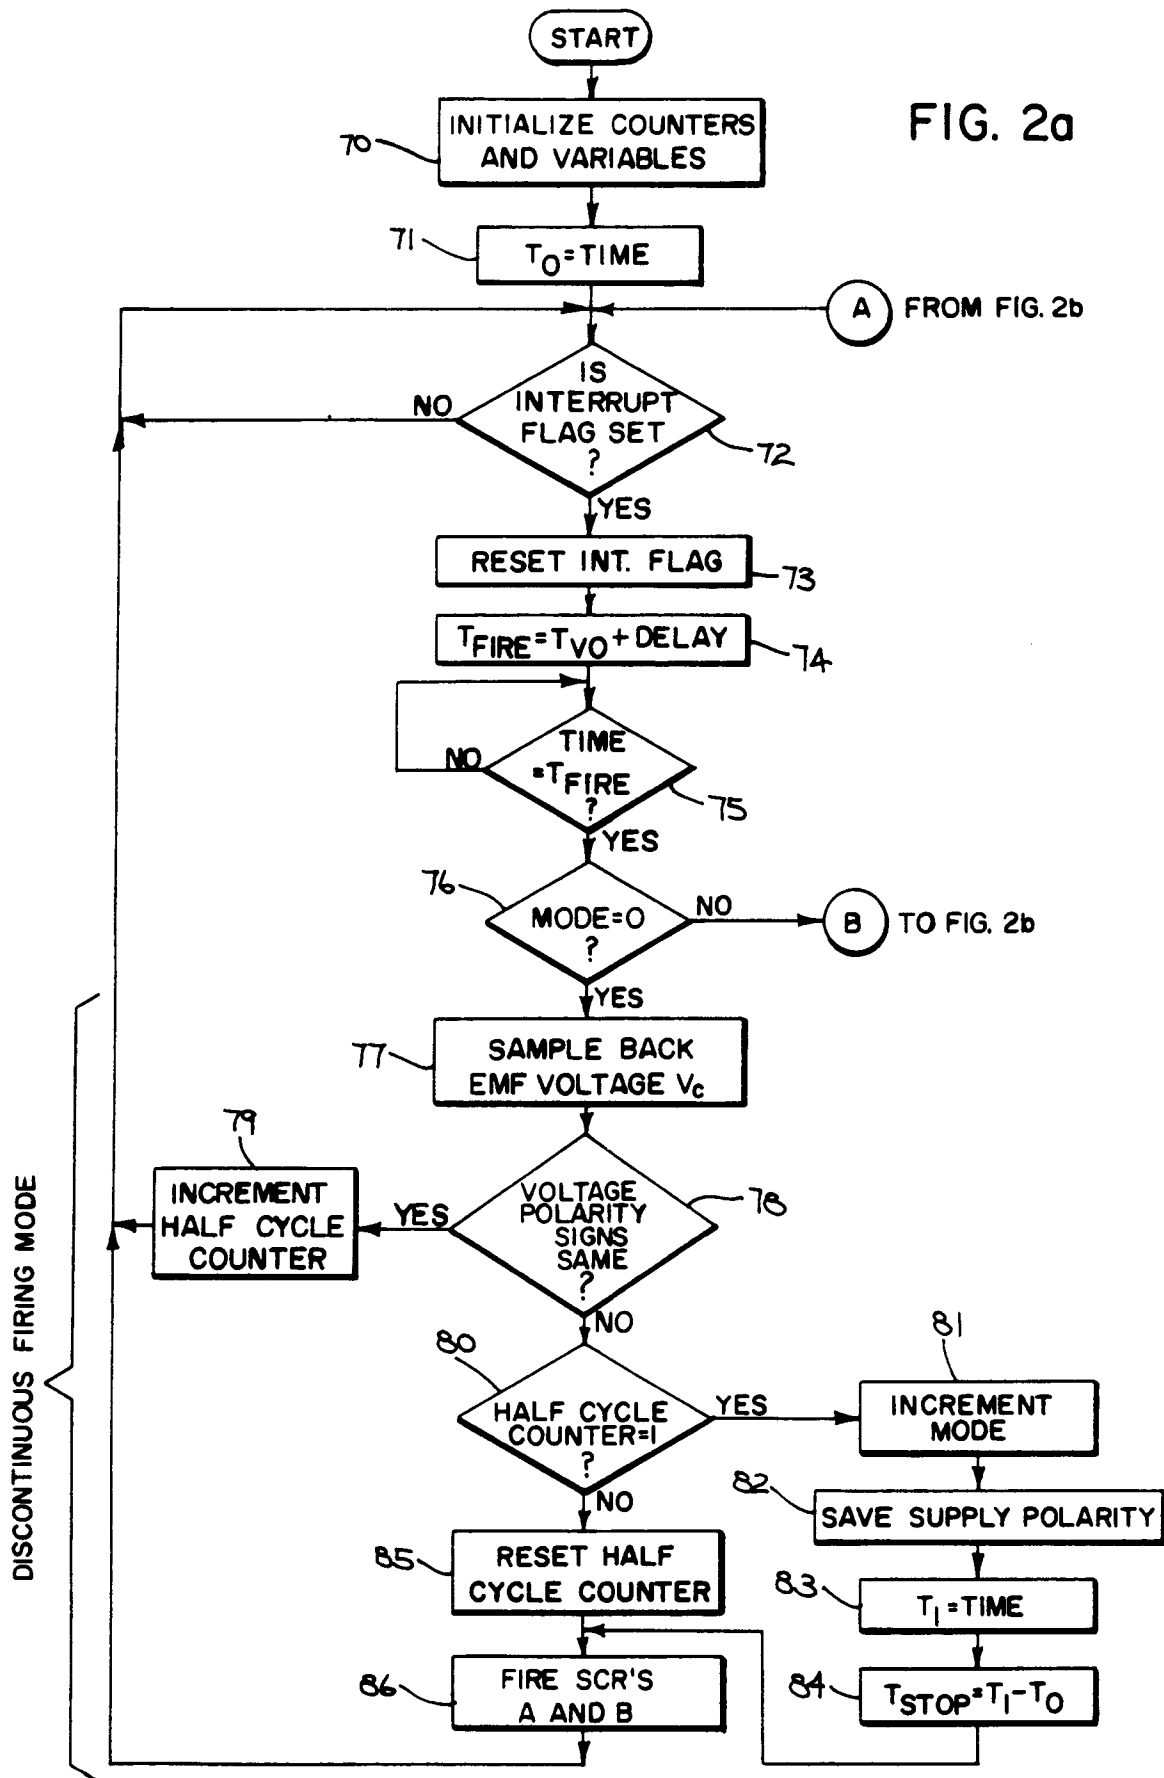 START
FIG. 2a
70
INITIALIZE COUNTERS
AND VARIABLES
71
TO=TIME
A
FROM FIG. 2b
IS
INTERRUPT
FLAG SET
?
NO
72
YES
RESET INT. FLAG
73
TFIRE=TVO+DELAY
74
TIME
=TFIRE
?
NO
75
YES
76
MODE=0
?
NO
B
TO FIG. 2b
YES
77
SAMPLE BACK
EMF VOLTAGE Vc
79
INCREMENT
HALF CYCLE
COUNTER
YES
VOLTAGE
POLARITY
SIGNS
SAME
?
78
NO
DISCONTINUOUS FIRING MODE
80
HALF CYCLE
COUNTER=1
?
YES
81
INCREMENT
MODE
NO
82
SAVE SUPPLY POLARITY
85
RESET HALF
CYCLE COUNTER
83
T1=TIME
86
FIRE SCR'S
A AND B
84
TSTOP=T1-TO